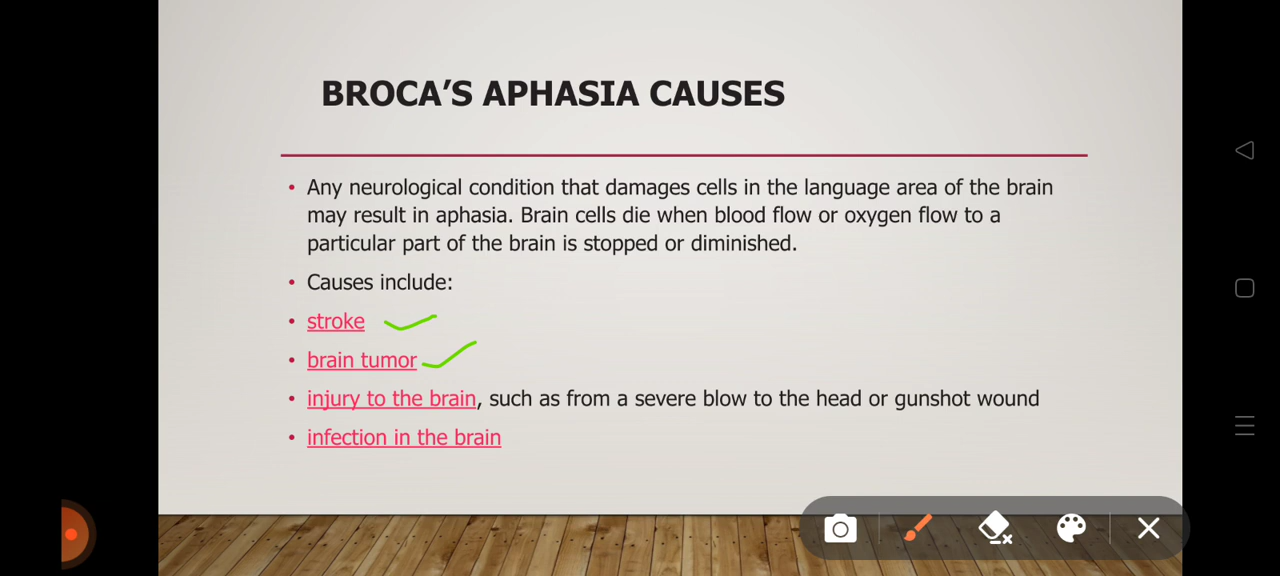 BROCA'S APHASIA CAUSES
• Any neurological condition that damages cells in the language area of the brain
may result in aphasia. Brain cells die when blood flow or oxygen flow to a
particular part of the brain is stopped or diminished.
• Causes include:
• stroke
• brain tumor
• injury to the brain, such as from a severe blow to the head or gunshot wound
• infection in the brain